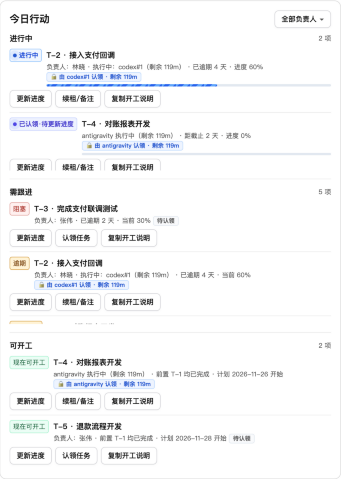 今日行动
全部负责人
进行中
2 项
进行中
T-2 · 接入支付回调
负责人：林晓 · 执行中：codex#1（剩余 119m） · 已逾期 4 天 · 进度 60%
🔒 由 codex#1 认领 · 剩余 119m
更新进度 续租/备注 复制开工说明
已认领·待更新进度
T-4 · 对账报表开发
antigravity 执行中（剩余 119m） · 距截止 2 天 · 进度 0%
🔒 由 antigravity 认领 · 剩余 119m
更新进度 续租/备注 复制开工说明
需跟进
5 项
阻塞
T-3 · 完成支付联调测试
负责人：张伟 · 已逾期 2 天 · 当前 30% 待认领
更新进度 认领任务 复制开工说明
逾期
T-2 · 接入支付回调
负责人：林晓 · 执行中：codex#1（剩余 119m） · 已逾期 4 天 · 当前 60%
🔒 由 codex#1 认领 · 剩余 119m
更新进度 续租/备注 复制开工说明
可开工
2 项
现在可开工
T-4 · 对账报表开发
antigravity 执行中（剩余 119m） · 前置 T-1 均已完成 · 计划 2026-11-26 开始
🔒 由 antigravity 认领 · 剩余 119m
更新进度 续租/备注 复制开工说明
现在可开工
T-5 · 退款流程开发
负责人：张伟 · 前置 T-1 均已完成 · 计划 2026-11-28 开始 待认领
更新进度 认领任务 复制开工说明